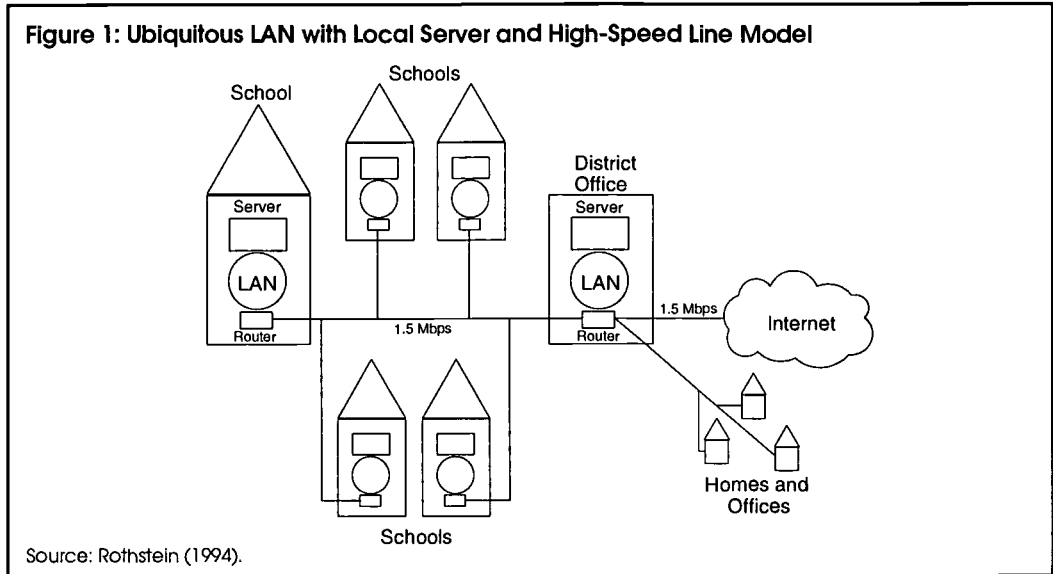 Figure 1: Ubiquitous LAN with Local Server and High-Speed Line Model
Schools
School
District
Office
Server
Server
LAN
LAN
1.5 Mbps
1.5 Mbps
Internet
Router
Router
Homes and
Offices
Schools
Source: Rothstein (1994).